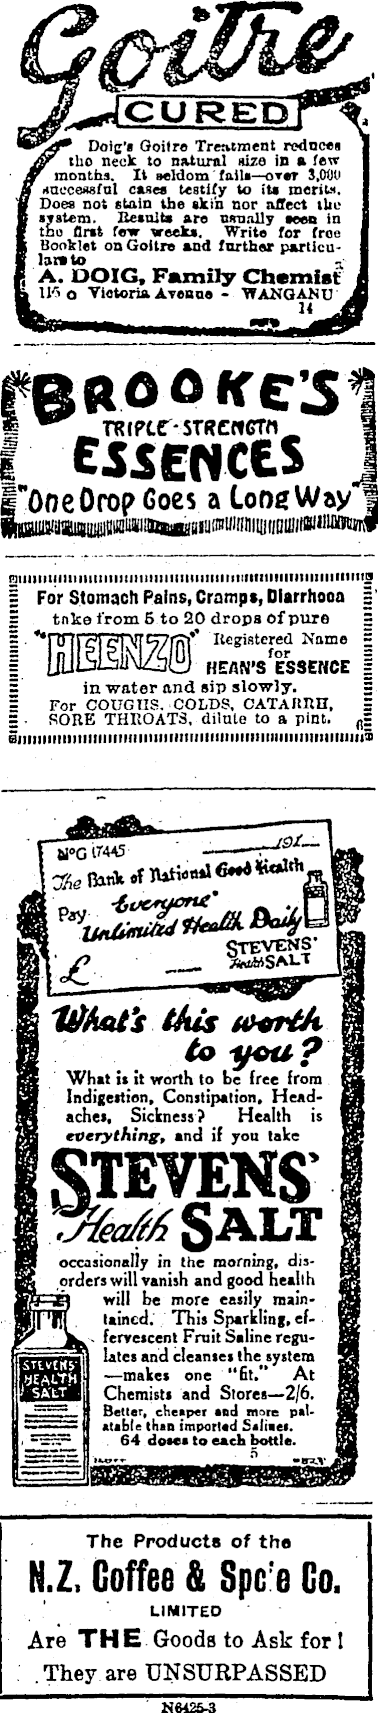 Goitre
CURED
Doig's Goitre Treatment reduces
the neck to natural size in a few
months. It seldom fails—over 3,000
successful cases testify to its merits.
Does not stain the skin nor affect the
system. Results are usually seen in
the first few weeks. Write for free
Booklet on Goitre and further particu-
lars to
A. DOIG, Family Chemist
Victoria Avenue - WANGANUI
14
BROOKE'S
TRIPLE-STRENGTH
ESSENCES
"One Drop Goes a Long Way"
For Stomach Pains, Cramps, Diarrhoea
take from 5 to 20 drops of pure
"HEENZO" Registered Name
for
HEAN'S ESSENCE
in water and sip slowly.
For COUGHS, COLDS, CATARRH,
SORE THROATS, dilute to a pint. 6
NºG 17445 191
The Bank of National Good Health
Pay "Everyone"
Unlimited Health Daily
STEVENS'
Health SALT
£
What's this worth
to you?
What is it worth to be free from
Indigestion, Constipation, Head-
aches, Sickness? Health is
everything, and if you take
STEVENS'
Health SALT
occasionally in the morning, dis-
orders will vanish and good health
will be more easily main-
tained. This Sparkling, ef-
fervescent Fruit Saline regu-
lates and cleanses the system
—makes one "fit." At
Chemists and Stores—2/6.
Better, cheaper and more pal-
atable than imported Salines.
64 doses to each bottle.
5
STEVENS'
HEALTH
SALT
The Products of the
N.Z. Coffee & Spc'e Co.
LIMITED
Are THE Goods to Ask for!
They are UNSURPASSED
N6425-3